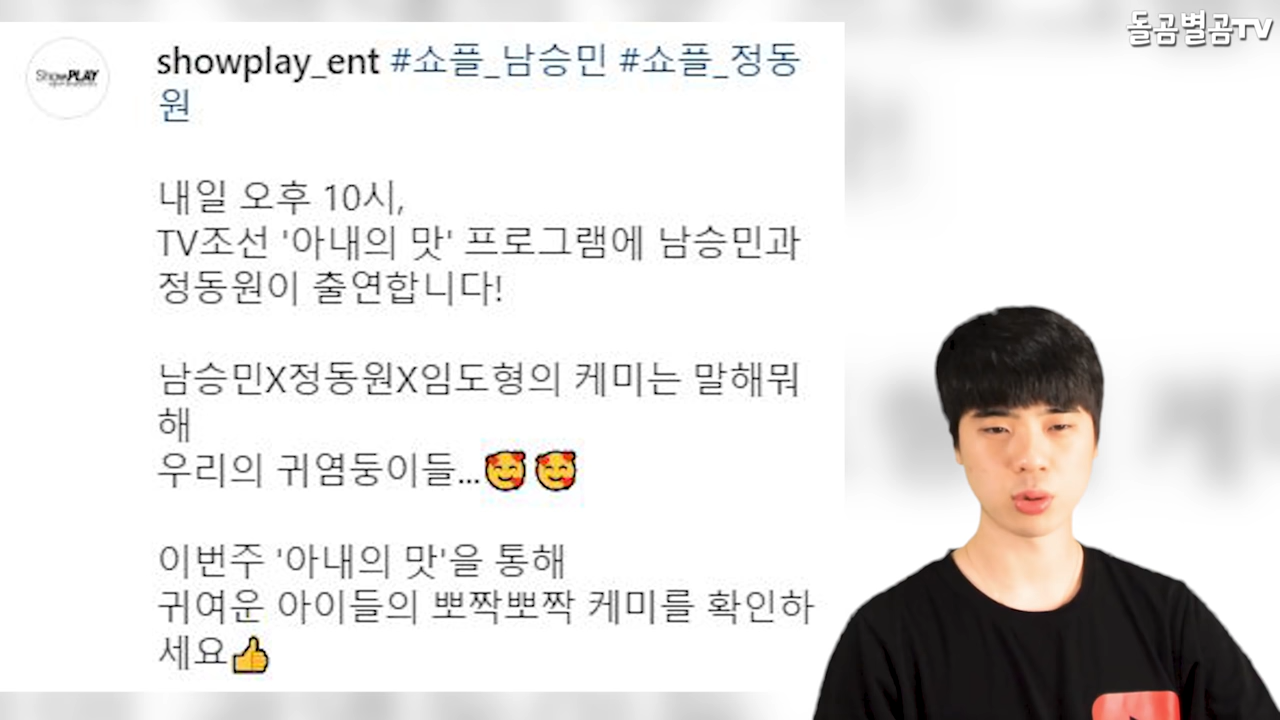 돌곰별곰TV
ShowPLAY
showplay_ent #쇼플_남승민 #쇼플_정동
원
내일 오후 10시,
TV조선 '아내의 맛' 프로그램에 남승민과
정동원이 출연합니다!
남승민X정동원X임도형의 케미는 말해뭐
해
우리의 귀염둥이들...🥰🥰
이번주 '아내의 맛'을 통해
귀여운 아이들의 뽀짝뽀짝 케미를 확인하
세요👍